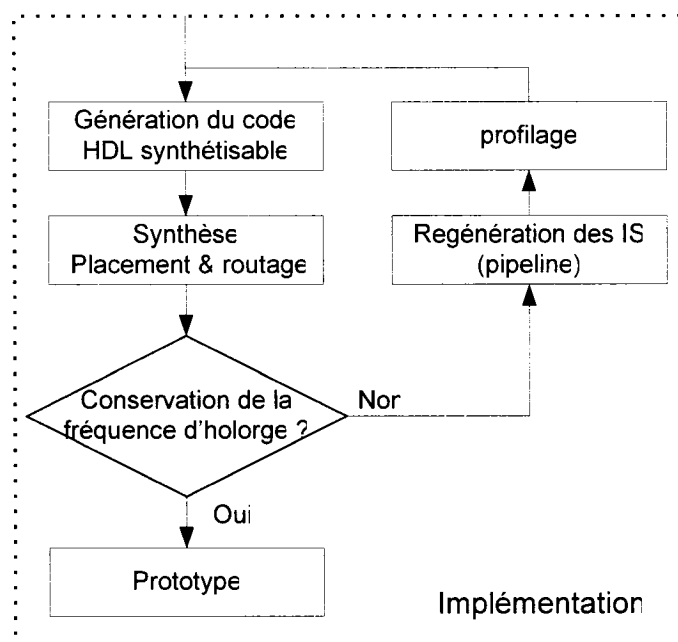 Génération du code
HDL synthétisable
profilage
Synthèse
Placement & routage
Regénération des IS
(pipeline)
Conservation de la
fréquence d'holorge ?
Nor
Oui
Prototype
Implémentation